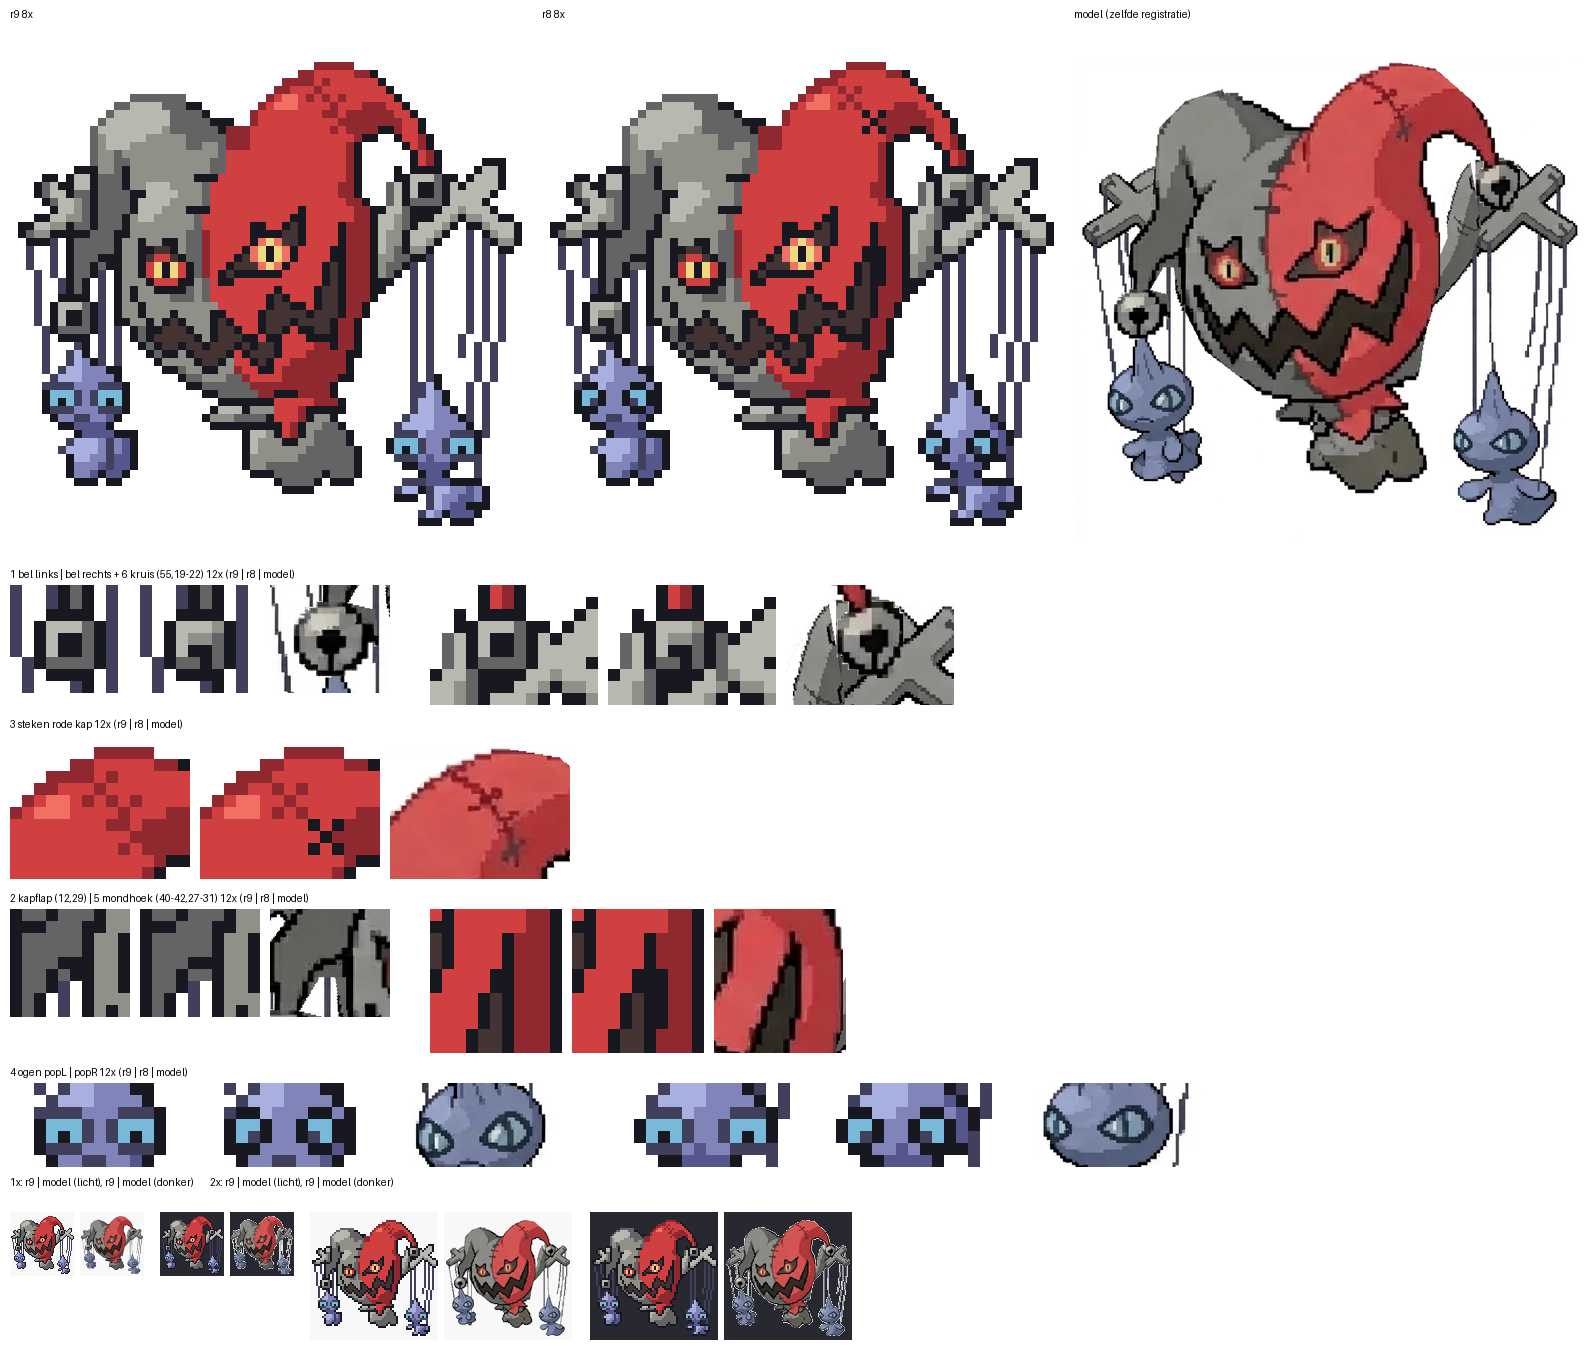 r9 8x
r8 8x
model (zelfde registratie)
1 bel links | bel rechts + 6 kruis (55,19-22) 12x (r9 | r8 | model)
3 steken rode kap 12x (r9 | r8 | model)
2 kapflap (12,29) | 5 mondhoek (40-42,27-31) 12x (r9 | r8 | model)
4 ogen popL | popR 12x (r9 | r8 | model)
1x: r9 | model (licht), r9 | model (donker)
2x: r9 | model (licht), r9 | model (donker)